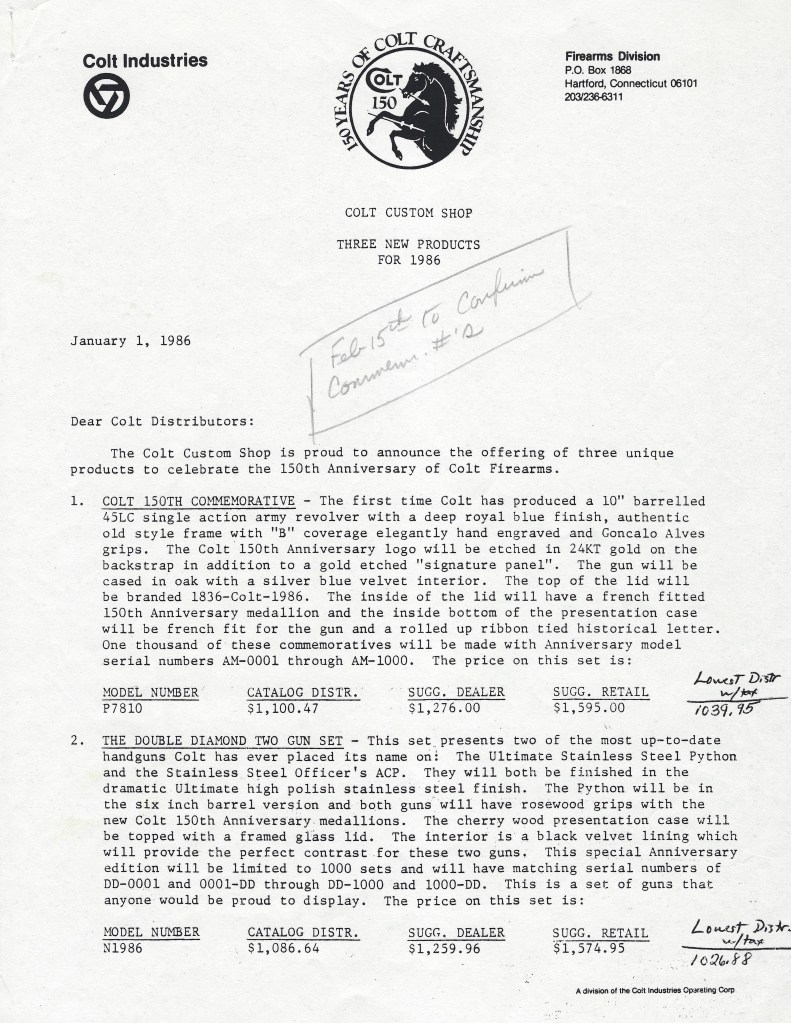 Colt Industries
150 YEARS OF COLT CRAFTSMANSHIP
COLT
150
Firearms Division
P.O. Box 1868
Hartford, Connecticut 06101
203/236-6311
COLT CUSTOM SHOP
THREE NEW PRODUCTS
FOR 1986
Feb 15th to Confirm
Commem. #'s
January 1, 1986
Dear Colt Distributors:
The Colt Custom Shop is proud to announce the offering of three unique
products to celebrate the 150th Anniversary of Colt Firearms.
1. COLT 150TH COMMEMORATIVE - The first time Colt has produced a 10" barrelled
45LC single action army revolver with a deep royal blue finish, authentic
old style frame with "B" coverage elegantly hand engraved and Goncalo Alves
grips. The Colt 150th Anniversary logo will be etched in 24KT gold on the
backstrap in addition to a gold etched "signature panel". The gun will be
cased in oak with a silver blue velvet interior. The top of the lid will
be branded 1836-Colt-1986. The inside of the lid will have a french fitted
150th Anniversary medallion and the inside bottom of the presentation case
will be french fit for the gun and a rolled up ribbon tied historical letter.
One thousand of these commemoratives will be made with Anniversary model
serial numbers AM-0001 through AM-1000. The price on this set is:
MODEL NUMBER CATALOG DISTR. SUGG. DEALER SUGG. RETAIL Lowest Distr
w/tax
P7810 $1,100.47 $1,276.00 $1,595.00 1039.95
2. THE DOUBLE DIAMOND TWO GUN SET - This set presents two of the most up-to-date
handguns Colt has ever placed its name on: The Ultimate Stainless Steel Python
and the Stainless Steel Officer's ACP. They will both be finished in the
dramatic Ultimate high polish stainless steel finish. The Python will be in
the six inch barrel version and both guns will have rosewood grips with the
new Colt 150th Anniversary medallions. The cherry wood presentation case will
be topped with a framed glass lid. The interior is a black velvet lining which
will provide the perfect contrast for these two guns. This special Anniversary
edition will be limited to 1000 sets and will have matching serial numbers of
DD-0001 and 0001-DD through DD-1000 and 1000-DD. This is a set of guns that
anyone would be proud to display. The price on this set is:
MODEL NUMBER CATALOG DISTR. SUGG. DEALER SUGG. RETAIL Lowest Distr.
w/tax
N1986 $1,086.64 $1,259.96 $1,574.95 1026.88
A division of the Colt Industries Operating Corp